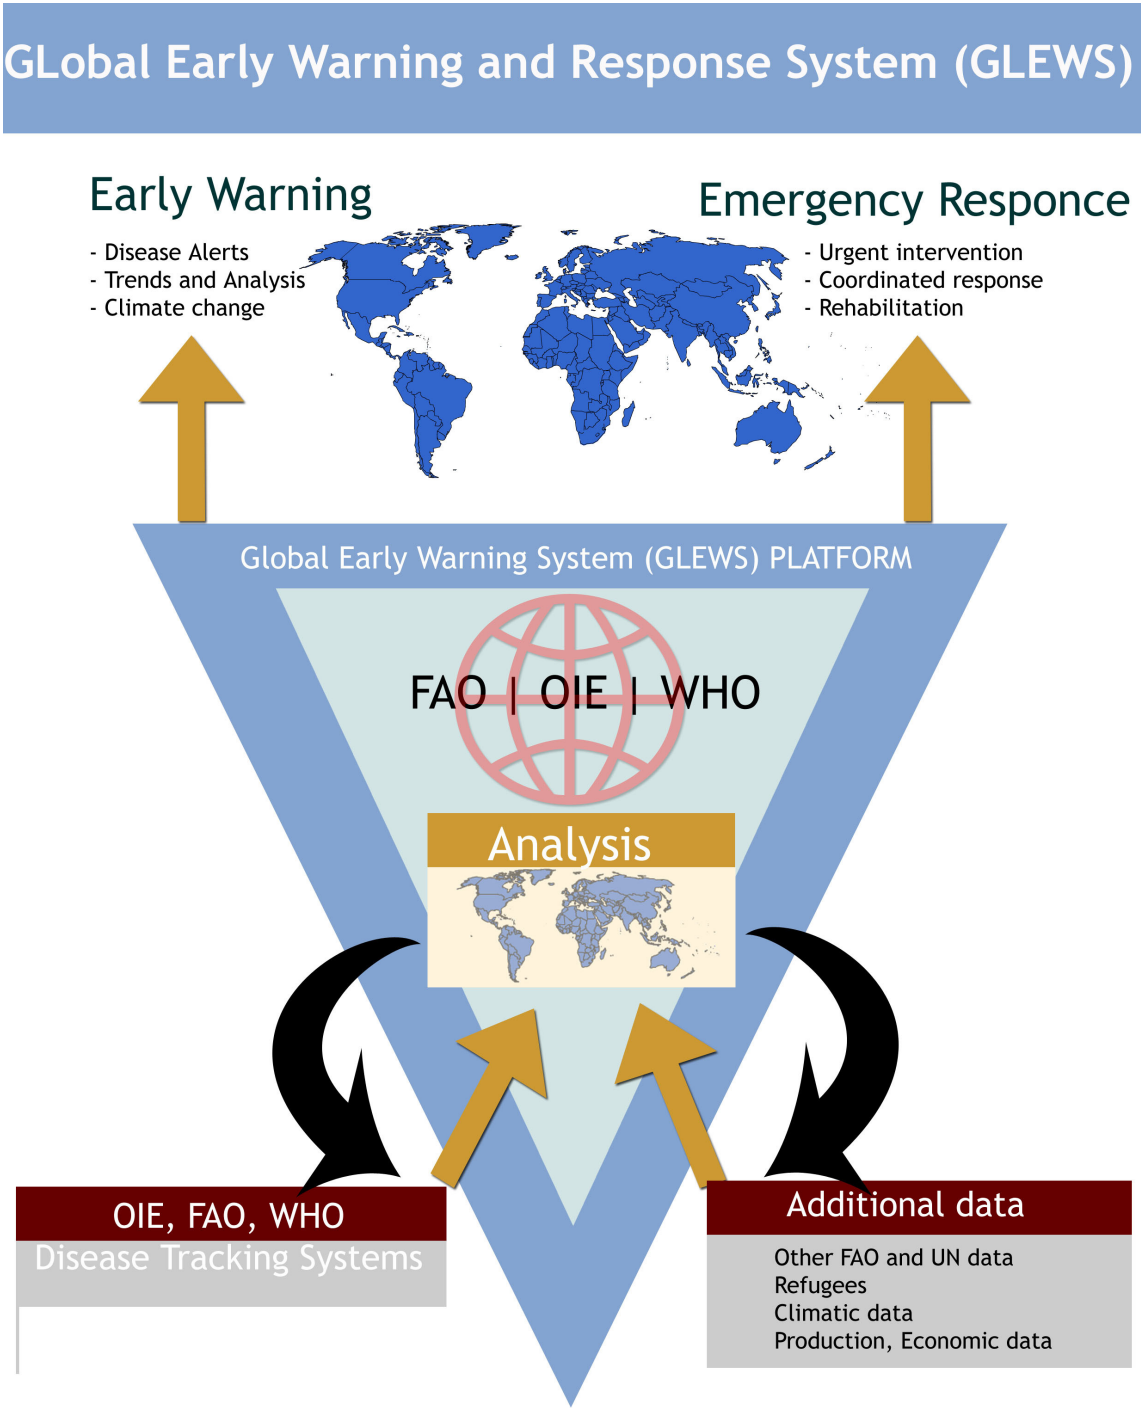 GLobal Early Warning and Response System (GLEWS)
Early Warning
- Disease Alerts
- Trends and Analysis
- Climate change
Emergency Responce
- Urgent intervention
- Coordinated response
- Rehabilitation
Global Early Warning System (GLEWS) PLATFORM
FAO | OIE | WHO
Analysis
OIE, FAO, WHO
Disease Tracking Systems
Additional data
Other FAO and UN data
Refugees
Climatic data
Production, Economic data